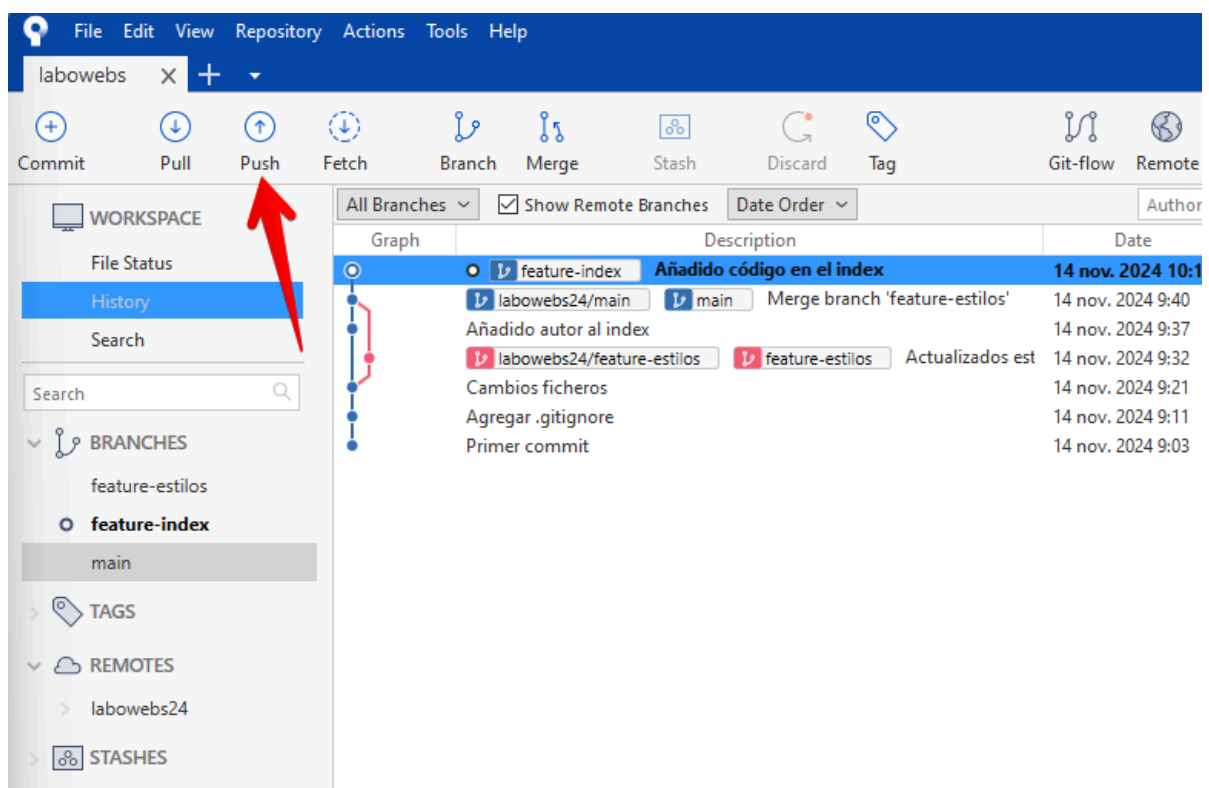 File Edit View Repository Actions Tools Help
labowebs
Commit Pull Push Fetch Branch Merge Stash Discard Tag Git-flow Remote
WORKSPACE
File Status
History
Search
Search
BRANCHES
feature-estilos
feature-index
main
TAGS
REMOTES
labowebs24
STASHES
All Branches Show Remote Branches Date Order Author
Graph Description Date
feature-index Añadido código en el index 14 nov. 2024 10:1
labowebs24/main main Merge branch 'feature-estilos' 14 nov. 2024 9:40
Añadido autor al index 14 nov. 2024 9:37
labowebs24/feature-estilos feature-estilos Actualizados est 14 nov. 2024 9:32
Cambios ficheros 14 nov. 2024 9:21
Agregar .gitignore 14 nov. 2024 9:11
Primer commit 14 nov. 2024 9:03